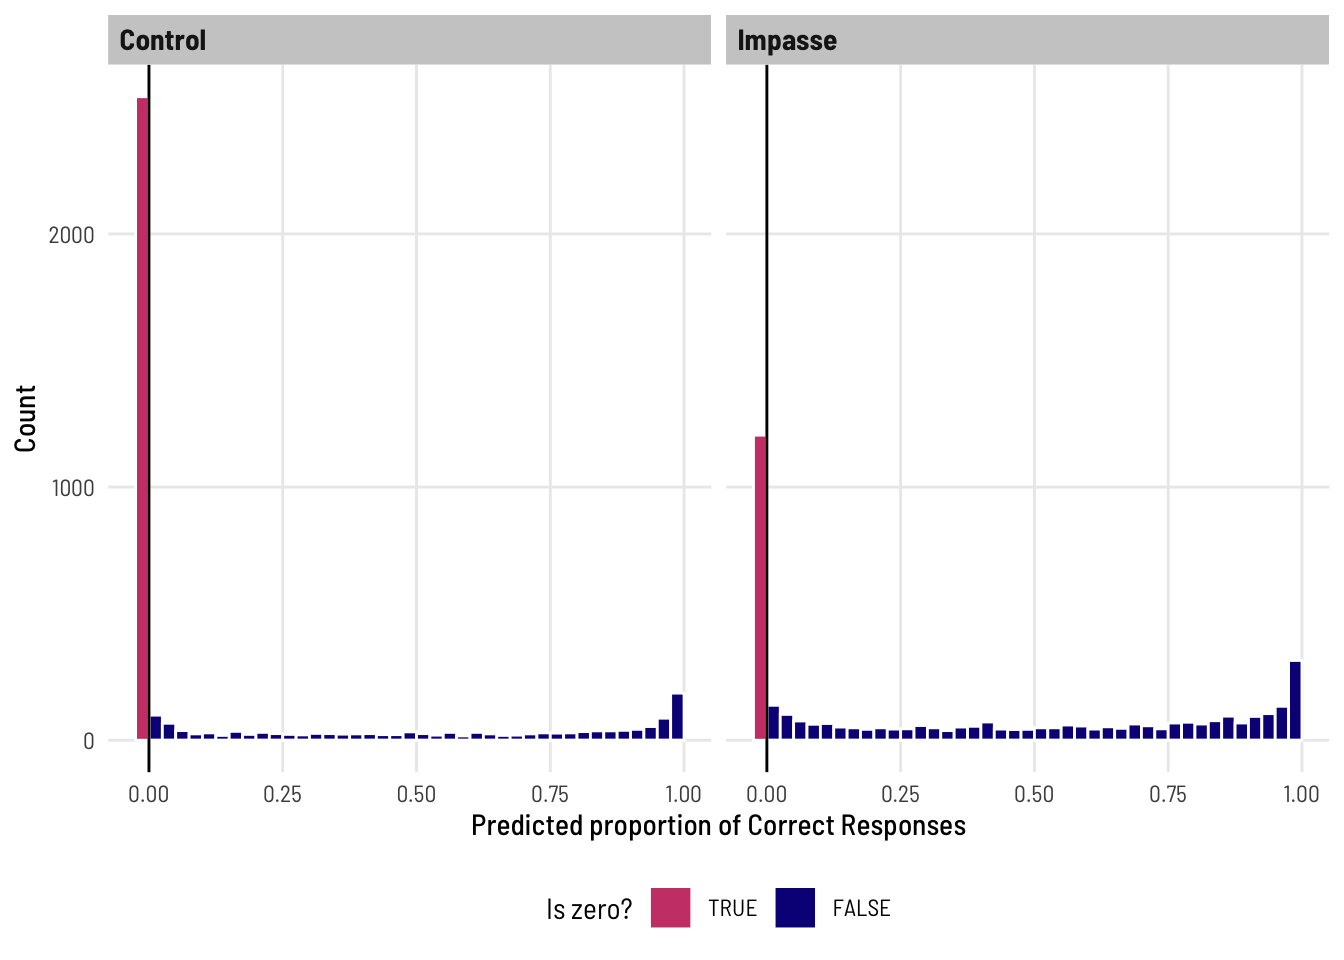 Control
Impasse
Count
2000
1000
0
0.00 0.25 0.50 0.75 1.00
0.00 0.25 0.50 0.75 1.00
Predicted proportion of Correct Responses
Is zero? TRUE FALSE